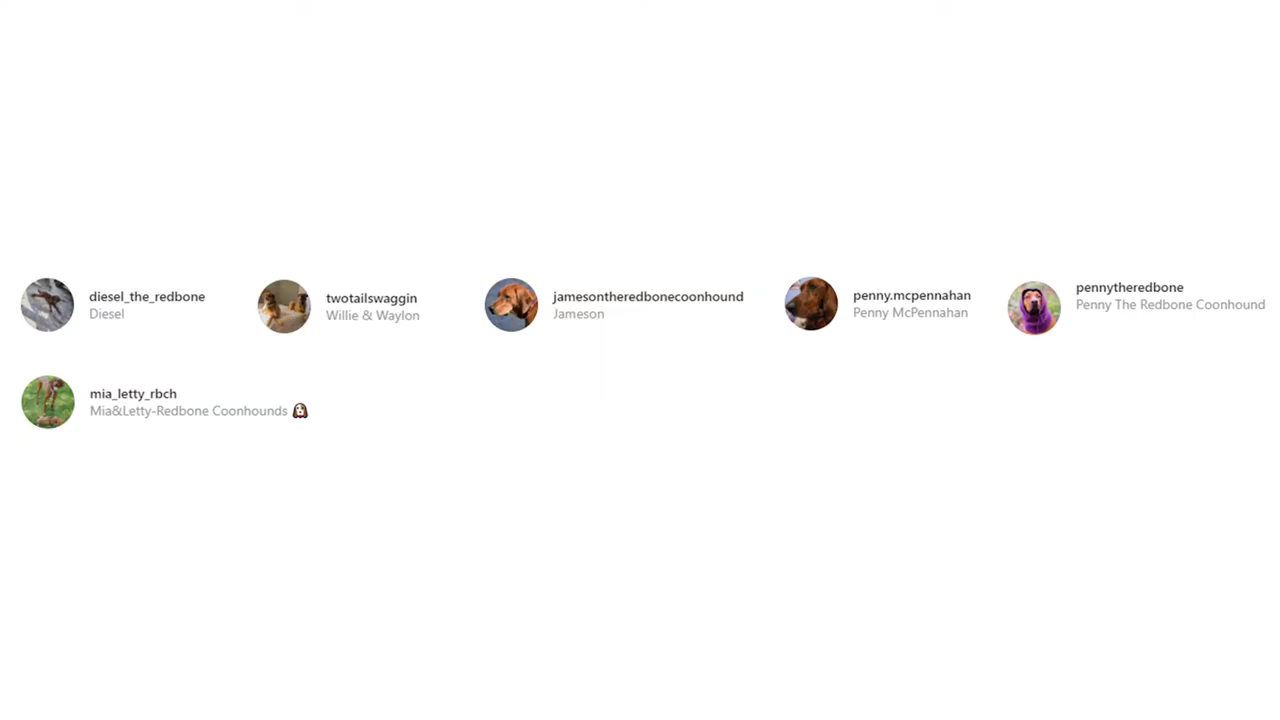 diesel_the_redbone
Diesel
twotailswaggin
Willie & Waylon
jamesontheredbonecoonhound
Jameson
penny.mcpennahan
Penny McPennahan
pennytheredbone
Penny The Redbone Coonhound
mia_letty_rbch
Mia&Letty-Redbone Coonhounds